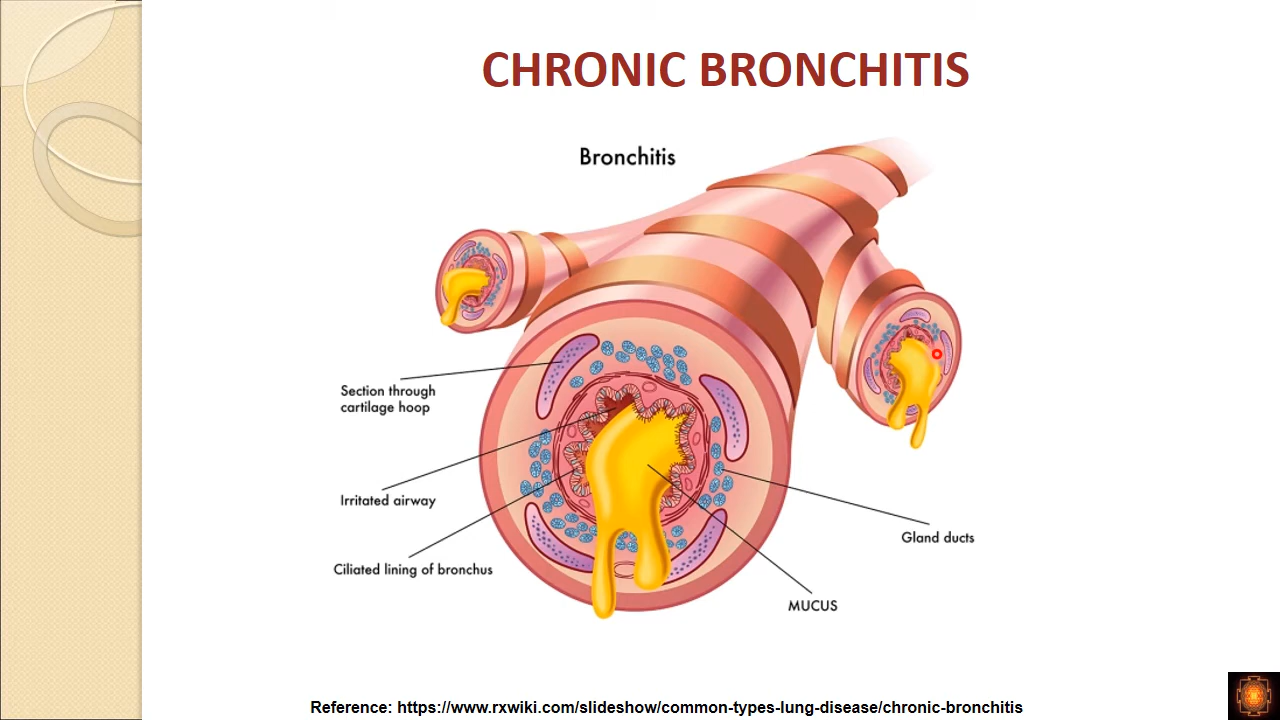 CHRONIC BRONCHITIS
Bronchitis
Section through
cartilage hoop
Irritated airway
Ciliated lining of bronchus
Gland ducts
MUCUS
Reference: https://www.rxwiki.com/slideshow/common-types-lung-disease/chronic-bronchitis